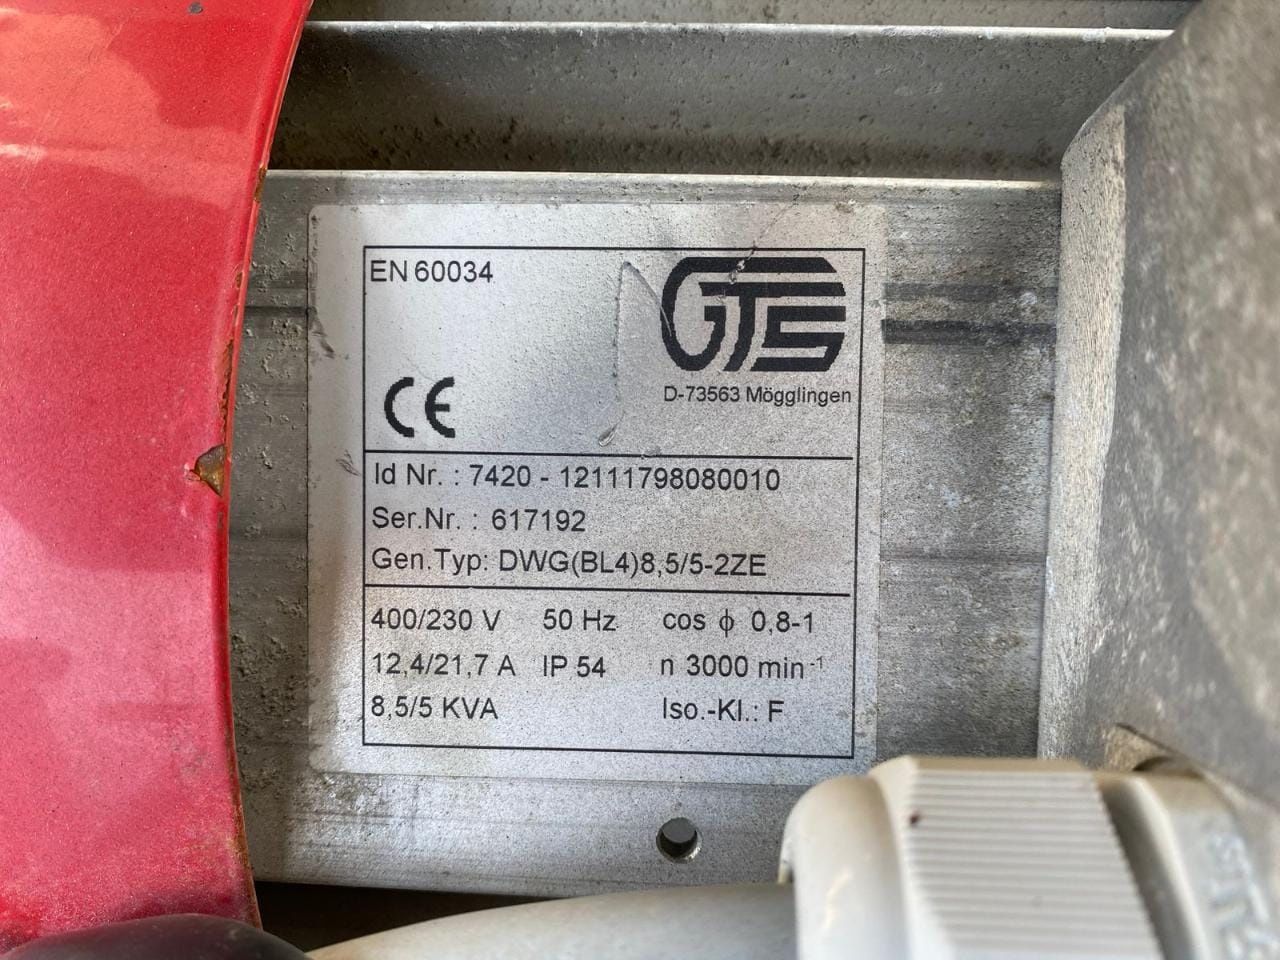 EN 60034
GTS
D-73563 Mögglingen
CE
Id Nr. : 7420 - 12111798080010
Ser.Nr. : 617192
Gen.Typ: DWG(BL4)8,5/5-2ZE
400/230 V 50 Hz cos ϕ 0,8-1
12,4/21,7 A IP 54 n 3000 min⁻¹
8,5/5 KVA Iso.-Kl.: F